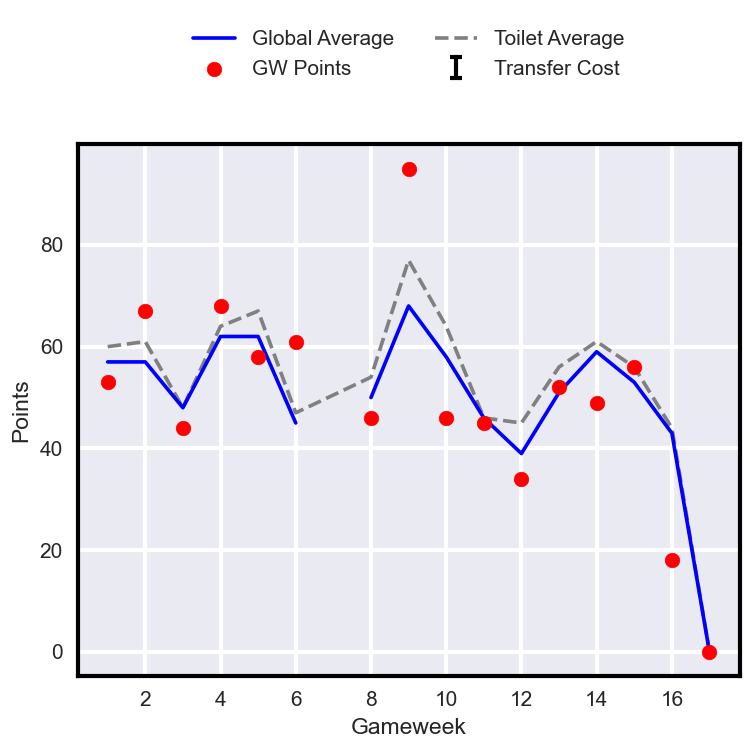 Global Average
Toilet Average
GW Points
Transfer Cost
Points
80
60
40
20
0
2 4 6 8 10 12 14 16
Gameweek